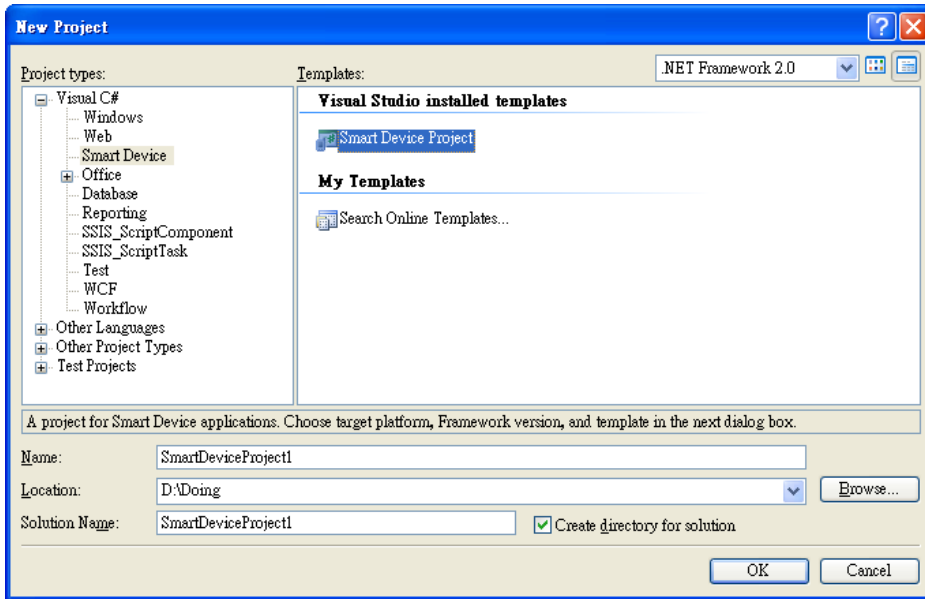 New Project
Project types:
Templates:
.NET Framework 2.0
Visual C#
Windows
Web
Smart Device
Office
Database
Reporting
SSIS_ScriptComponent
SSIS_ScriptTask
Test
WCF
Workflow
Other Languages
Other Project Types
Test Projects
Visual Studio installed templates
Smart Device Project
My Templates
Search Online Templates...
A project for Smart Device applications. Choose target platform, Framework version, and template in the next dialog box.
Name:
SmartDeviceProject1
Location:
D:\Doing
Browse...
Solution Name:
SmartDeviceProject1
Create directory for solution
OK
Cancel